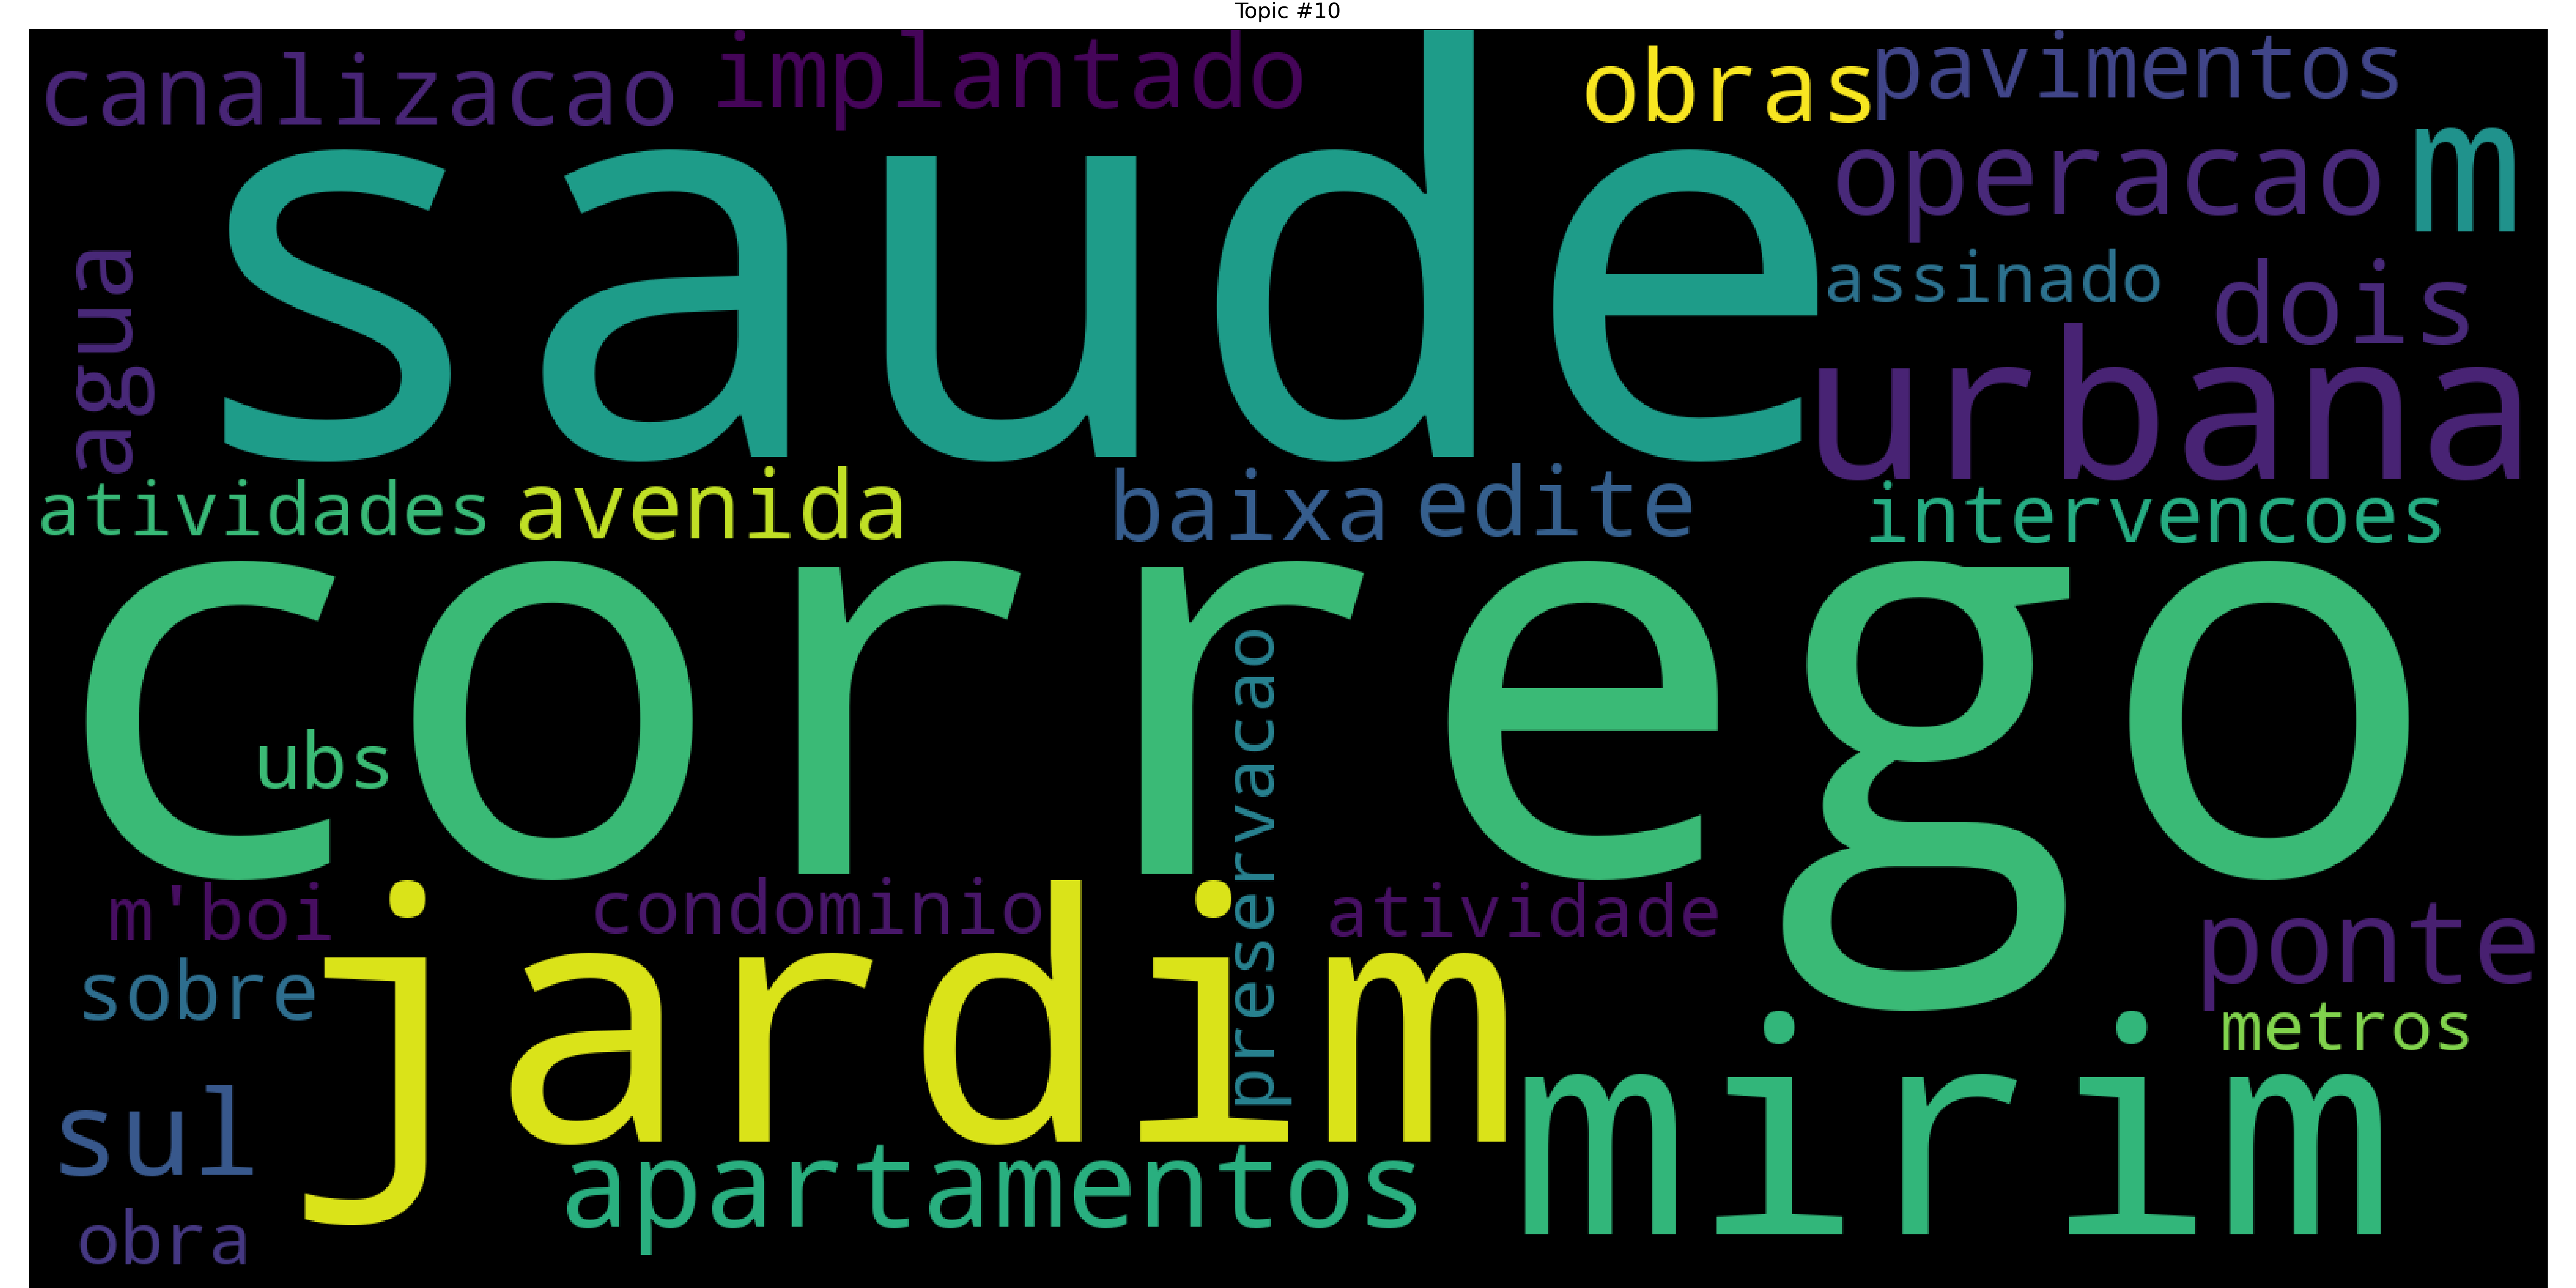 Topic #10
canalizacao
implantado
obras
pavimentos
saude
operacao
m
agua
assinado
dois
urbana
atividades
avenida
baixa
edite
intervencoes
corrego
ubs
preservacao
m'boi
condominio
atividade
ponte
sobre
jardim
metros
mirim
sul
apartamentos
obra